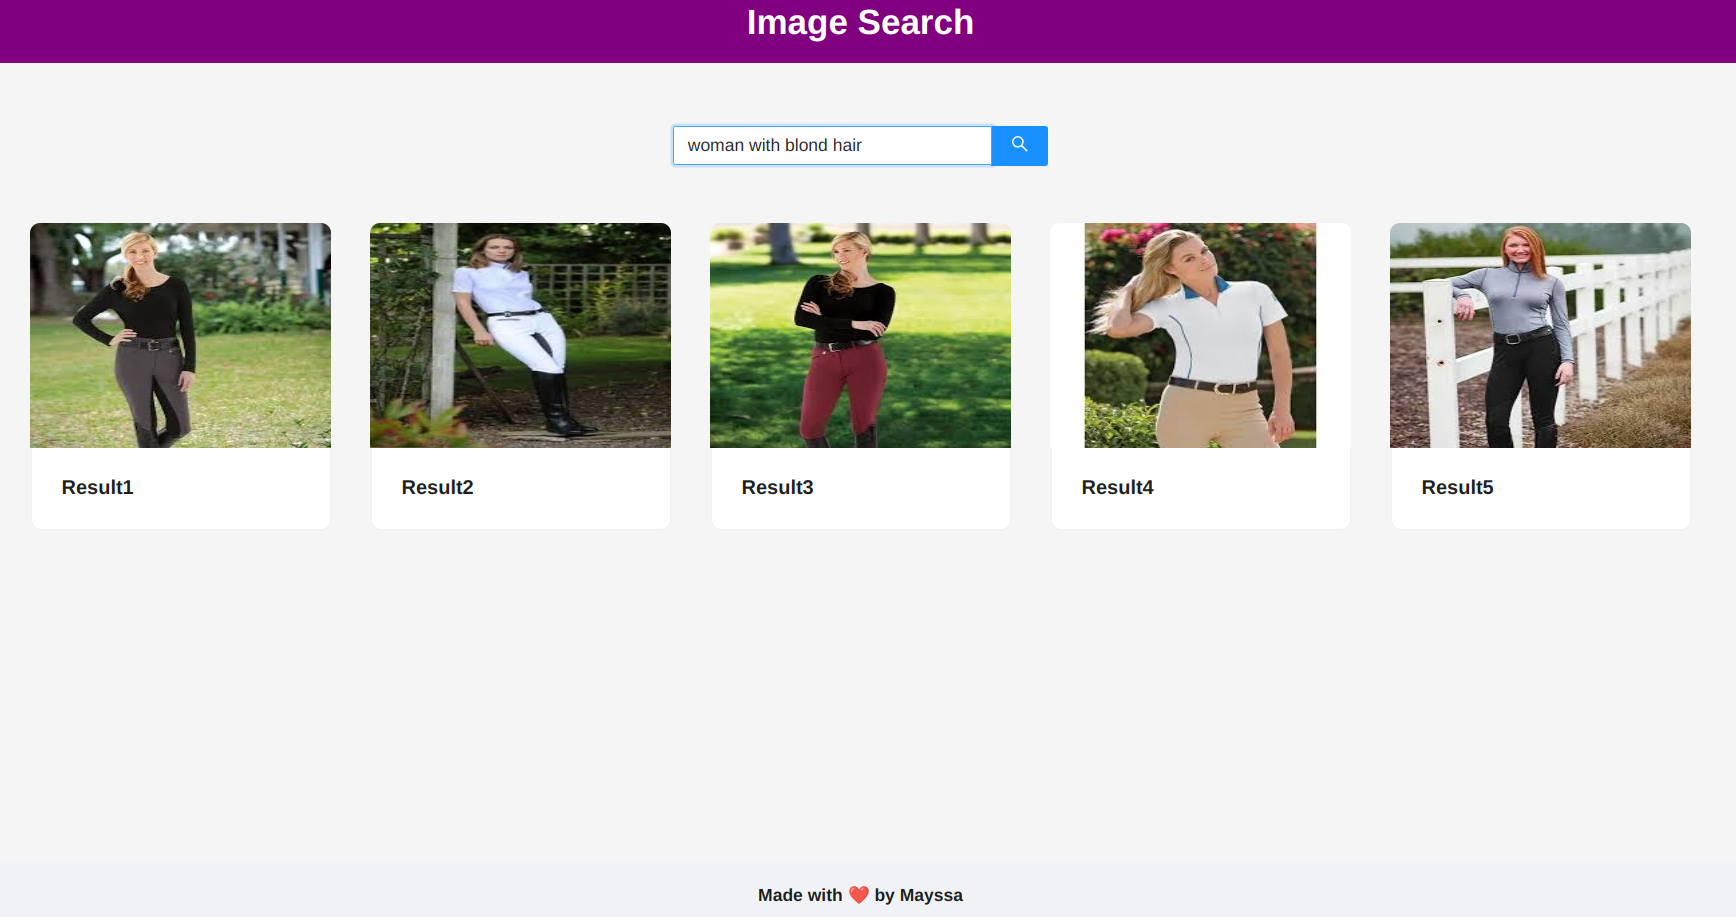 Image Search
woman with blond hair
Result1
Result2
Result3
Result4
Result5
Made with ❤️ by Mayssa